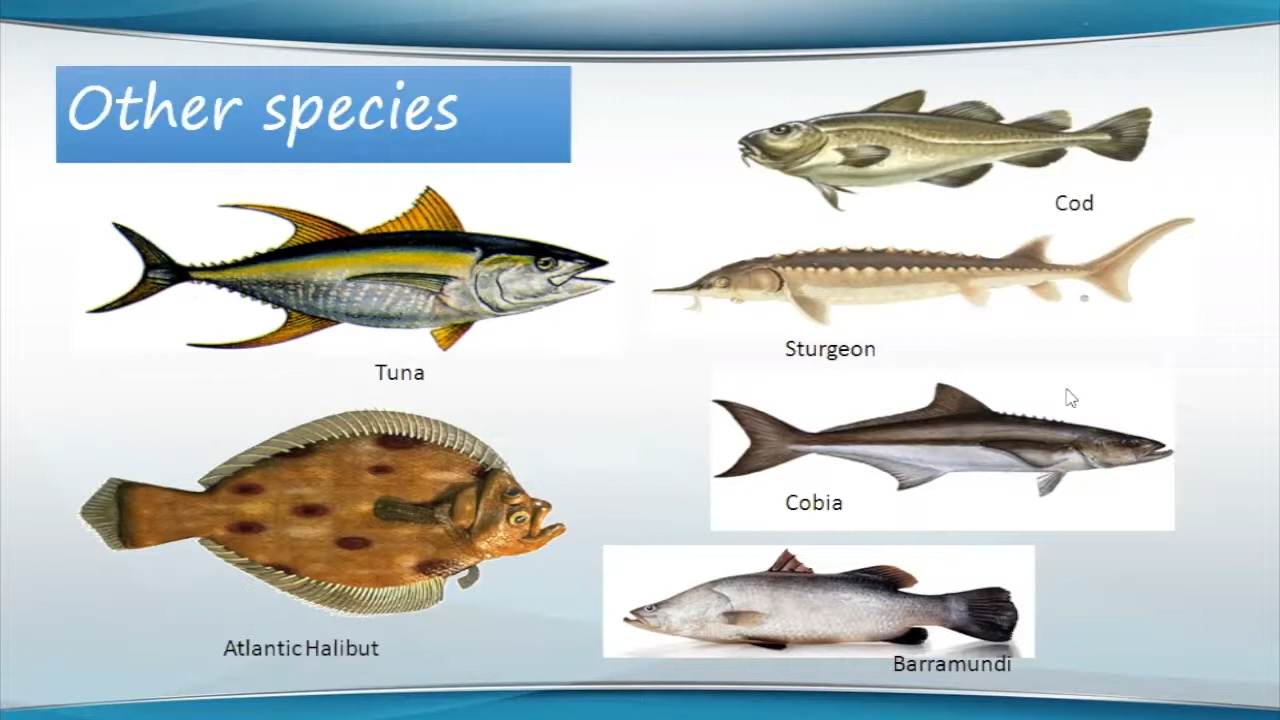 Other species
Cod
Sturgeon
Tuna
Cobia
Atlantic Halibut
Barramundi